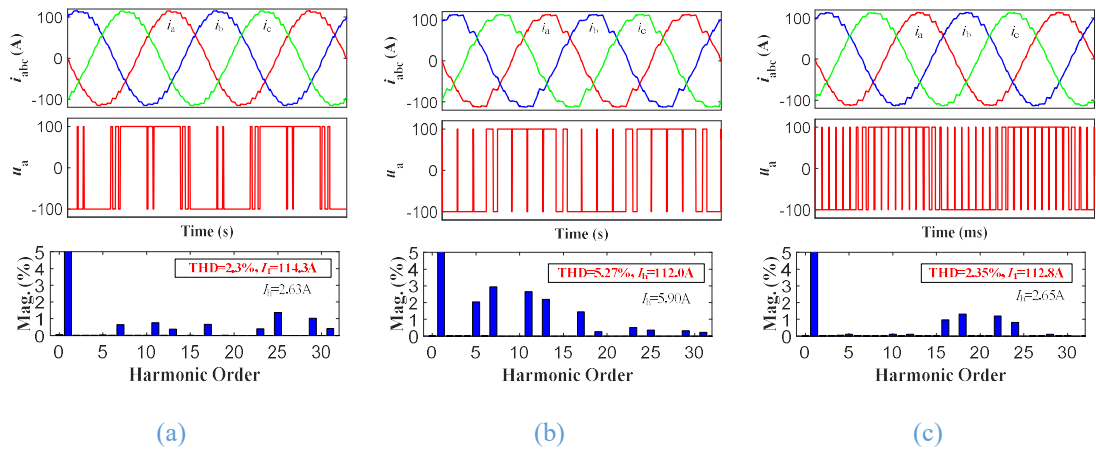 100
0
-100
i_abc (A)
i_a
i_b
i_c
100
0
-100
u_a
Time (s)
5
4
3
2
1
0
Mag. (%)
THD=2.3%, I_1=114.3A
I_h=2.63A
0 5 10 15 20 25 30
Harmonic Order
(a)
100
0
-100
i_abc (A)
i_a
i_b
i_c
100
0
-100
u_a
Time (s)
5
4
3
2
1
0
Mag. (%)
THD=5.27%, I_h=112.0A
I_h=5.90A
0 5 10 15 20 25 30
Harmonic Order
(b)
100
0
-100
i_abc (A)
i_a
i_b
i_c
100
0
-100
u_a
Time (ms)
5
4
3
2
1
0
Mag. (%)
THD=2.35%, I_1=112.8A
=2.65A
0 5 10 15 20 25 30
Harmonic Order
(c)